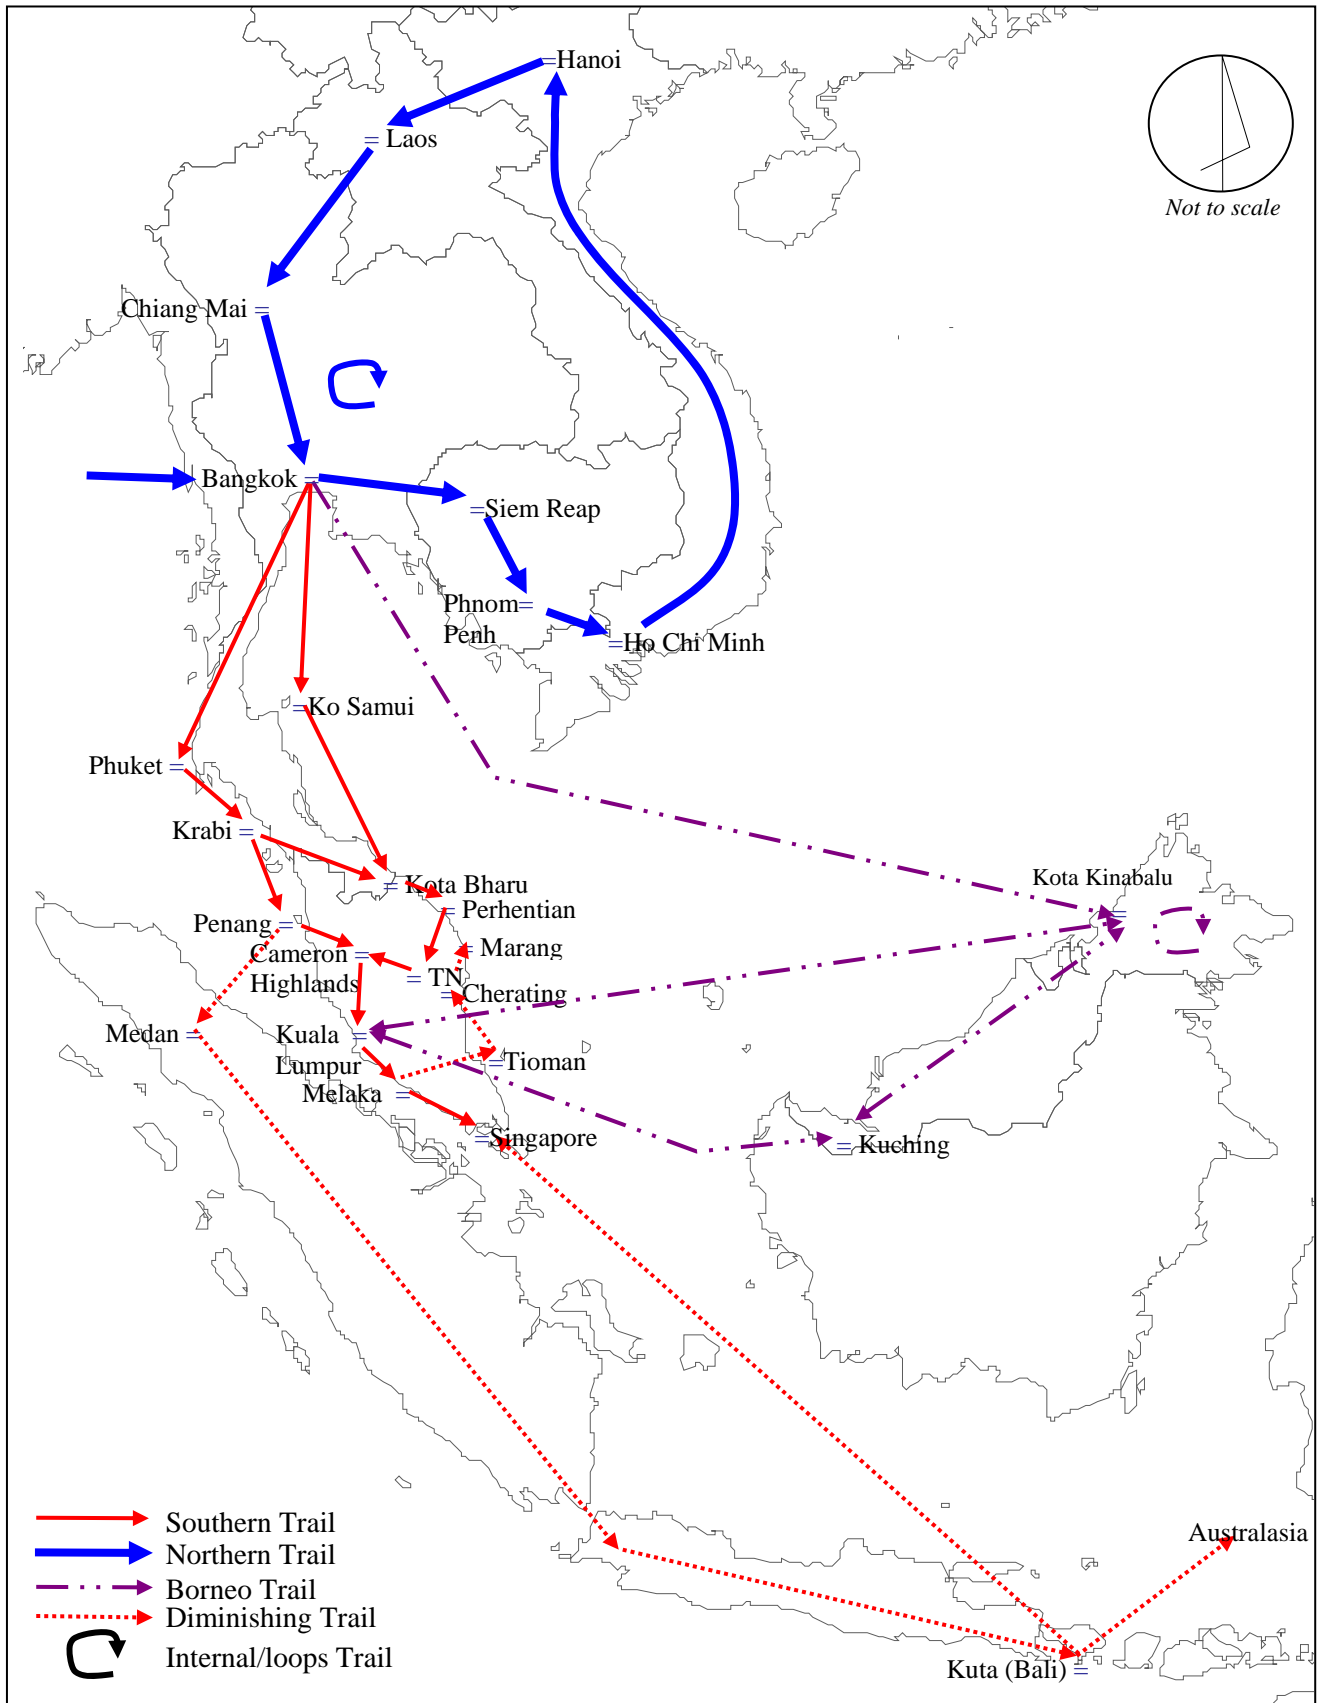 Hanoi
Laos
Not to scale
Chiang Mai
Bangkok
Siem Reap
Phnom
Penh
Ho Chi Minh
Ko Samui
Phuket
Krabi
Kota Bharu
Kota Kinabalu
Perhentian
Penang
Marang
Cameron
Highlands
TN
Cherating
Medan
Kuala
Lumpur
Tioman
Melaka
Singapore
Kuching
Southern Trail
Northern Trail
Borneo Trail
Diminishing Trail
Internal/loops Trail
Australasia
Kuta (Bali)